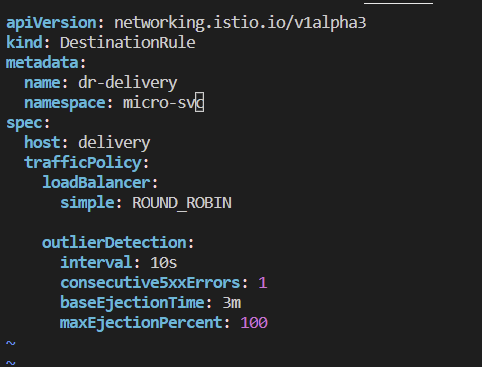 apiVersion: networking.istio.io/v1alpha3
kind: DestinationRule
metadata:
  name: dr-delivery
  namespace: micro-svc
spec:
  host: delivery
  trafficPolicy:
    loadBalancer:
      simple: ROUND_ROBIN

    outlierDetection:
      interval: 10s
      consecutive5xxErrors: 1
      baseEjectionTime: 3m
      maxEjectionPercent: 100
~
~